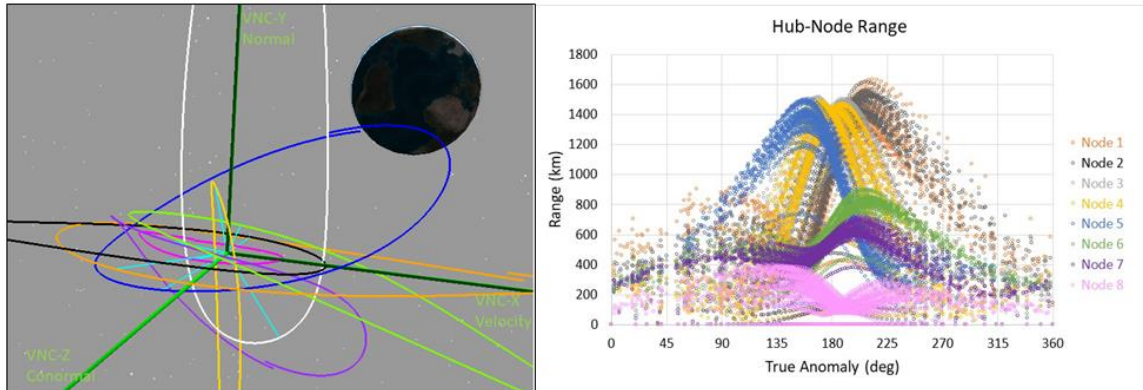 VNC-Y
Normal
VNC-X
Velocity
VNC-Z
Conormal
Hub-Node Range
Range (km)
1800
1600
1400
1200
1000
800
600
400
200
0
0 45 90 135 180 225 270 315 360
True Anomaly (deg)
Node 1
Node 2
Node 3
Node 4
Node 5
Node 6
Node 7
Node 8